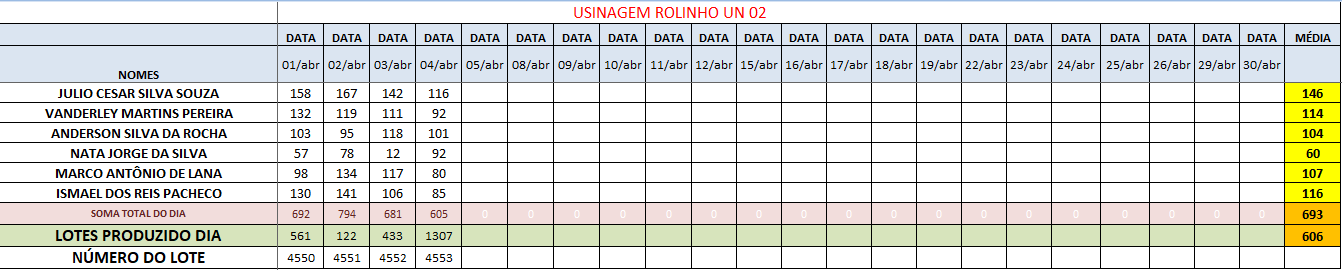 USINAGEM ROLINHO UN 02
DATA DATA DATA DATA DATA DATA DATA DATA DATA DATA DATA DATA DATA DATA DATA DATA DATA DATA DATA DATA DATA DATA MÉDIA
NOMES 01/abr 02/abr 03/abr 04/abr 05/abr 08/abr 09/abr 10/abr 11/abr 12/abr 15/abr 16/abr 17/abr 18/abr 19/abr 22/abr 23/abr 24/abr 25/abr 26/abr 29/abr 30/abr
JULIO CESAR SILVA SOUZA 158 167 142 116 146
VANDERLEY MARTINS PEREIRA 132 119 111 92 114
ANDERSON SILVA DA ROCHA 103 95 118 101 104
NATA JORGE DA SILVA 57 78 12 92 60
MARCO ANTÔNIO DE LANA 98 134 117 80 107
ISMAEL DOS REIS PACHECO 130 141 106 85 116
SOMA TOTAL DO DIA 692 794 681 605 0 0 0 0 0 0 0 0 0 0 0 0 0 0 0 0 0 0 693
LOTES PRODUZIDO DIA 561 122 433 1307 606
NÚMERO DO LOTE 4550 4551 4552 4553